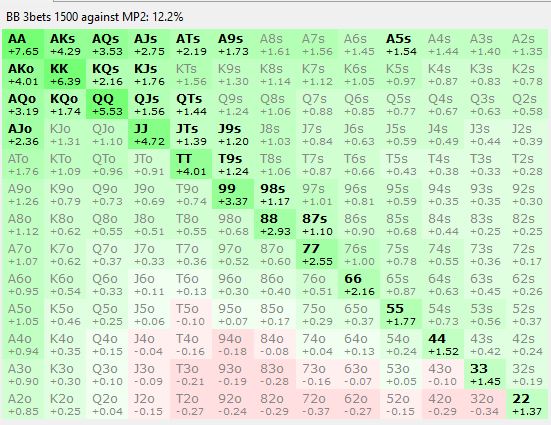 BB 3bets 1500 against MP2: 12.2%
AA AKs AQs AJs ATs A9s A8s A7s A6s A5s A4s A3s A2s
+7.65 +4.29 +3.53 +2.75 +2.19 +1.73 +1.61 +1.56 +1.45 +1.54 +1.44 +1.40 +1.35
AKo KK KQs KJs KTs K9s K8s K7s K6s K5s K4s K3s K2s
+4.01 +6.39 +2.16 +1.76 +1.56 +1.30 +1.14 +1.12 +1.05 +0.97 +0.87 +0.83 +0.78
AQo KQo QQ QJs QTs Q9s Q8s Q7s Q6s Q5s Q4s Q3s Q2s
+3.19 +1.74 +5.53 +1.56 +1.44 +1.24 +1.06 +0.88 +0.85 +0.77 +0.67 +0.63 +0.58
AJo KJo QJo JJ JTs J9s J8s J7s J6s J5s J4s J3s J2s
+2.36 +1.31 +1.10 +4.72 +1.39 +1.20 +1.03 +0.84 +0.63 +0.59 +0.49 +0.44 +0.39
ATo KTo QTo JTo TT T9s T8s T7s T6s T5s T4s T3s T2s
+1.76 +1.09 +0.96 +0.91 +4.01 +1.24 +1.06 +0.87 +0.66 +0.43 +0.38 +0.33 +0.28
A9o K9o Q9o J9o T9o 99 98s 97s 96s 95s 94s 93s 92s
+1.26 +0.79 +0.73 +0.69 +0.74 +3.37 +1.17 +1.01 +0.81 +0.59 +0.35 +0.35 +0.30
A8o K8o Q8o J8o T8o 98o 88 87s 86s 85s 84s 83s 82s
+1.12 +0.62 +0.55 +0.51 +0.55 +0.68 +2.93 +1.10 +0.90 +0.68 +0.44 +0.25 +0.25
A7o K7o Q7o J7o T7o 97o 87o 77 76s 75s 74s 73s 72s
+1.07 +0.62 +0.37 +0.33 +0.36 +0.52 +0.60 +2.55 +1.00 +0.78 +0.55 +0.36 +0.17
A6o K6o Q6o J6o T6o 96o 86o 76o 66 65s 64s 63s 62s
+0.95 +0.54 +0.33 +0.11 +0.13 +0.30 +0.40 +0.51 +2.16 +0.87 +0.63 +0.45 +0.26
A5o K5o Q5o J5o T5o 95o 85o 75o 65o 55 54s 53s 52s
+1.05 +0.46 +0.25 +0.06 -0.10 +0.07 +0.17 +0.29 +0.37 +1.77 +0.73 +0.56 +0.37
A4o K4o Q4o J4o T4o 94o 84o 74o 64o 54o 44 43s 42s
+0.94 +0.35 +0.15 -0.04 -0.16 -0.18 -0.08 +0.04 +0.13 +0.24 +1.52 +0.42 +0.24
A3o K3o Q3o J3o T3o 93o 83o 73o 63o 53o 43o 33 32s
+0.90 +0.30 +0.10 -0.09 -0.21 -0.19 -0.28 -0.16 -0.07 +0.05 -0.10 +1.45 +0.19
A2o K2o Q2o J2o T2o 92o 82o 72o 62o 52o 42o 32o 22
+0.85 +0.25 +0.04 -0.15 -0.27 -0.24 -0.29 -0.37 -0.27 -0.15 -0.29 -0.34 +1.37